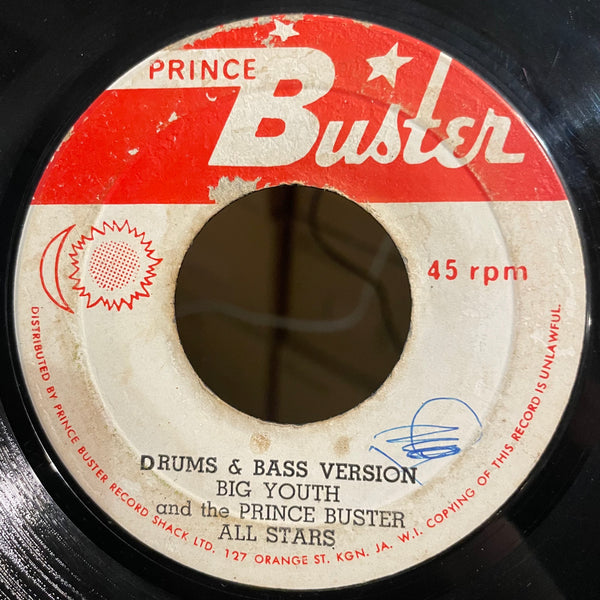 PRINCE
Buster
45 rpm
DRUMS & BASS VERSION
BIG YOUTH
and the PRINCE BUSTER
ALL STARS
DISTRIBUTED BY PRINCE BUSTER RECORD SHACK LTD. 127 ORANGE ST. KGN. JA. W.I. COPYING OF THIS RECORD IS UNLAWFUL.